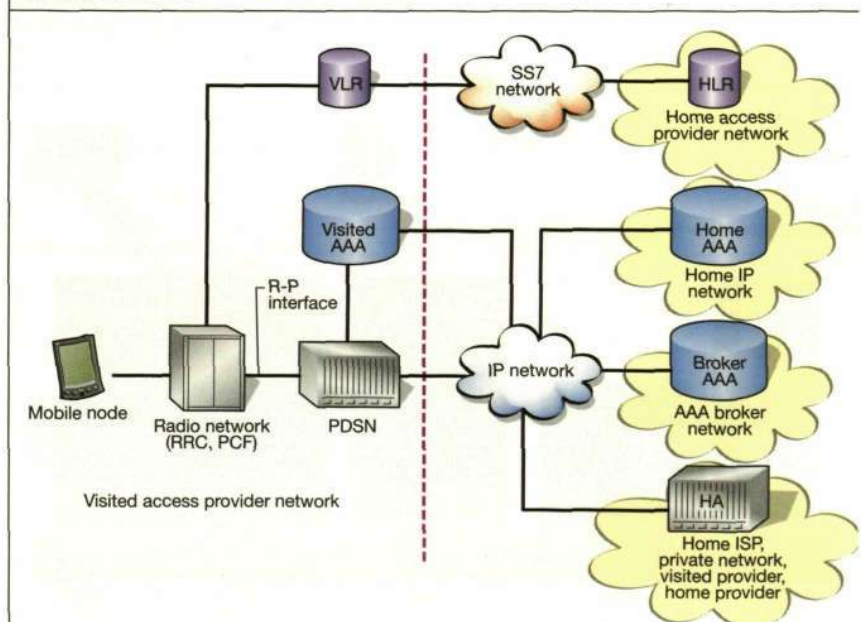 VLR
SS7
network
HLR
Home access
provider network
Visited
AAA
Home
AAA
Home IP
network
R-P
interface
IP network
Broker
AAA
AAA broker
network
Mobile node
Radio network
(RRC, PCF)
PDSN
Visited access provider network
HA
Home ISP,
private network,
visited provider,
home provider